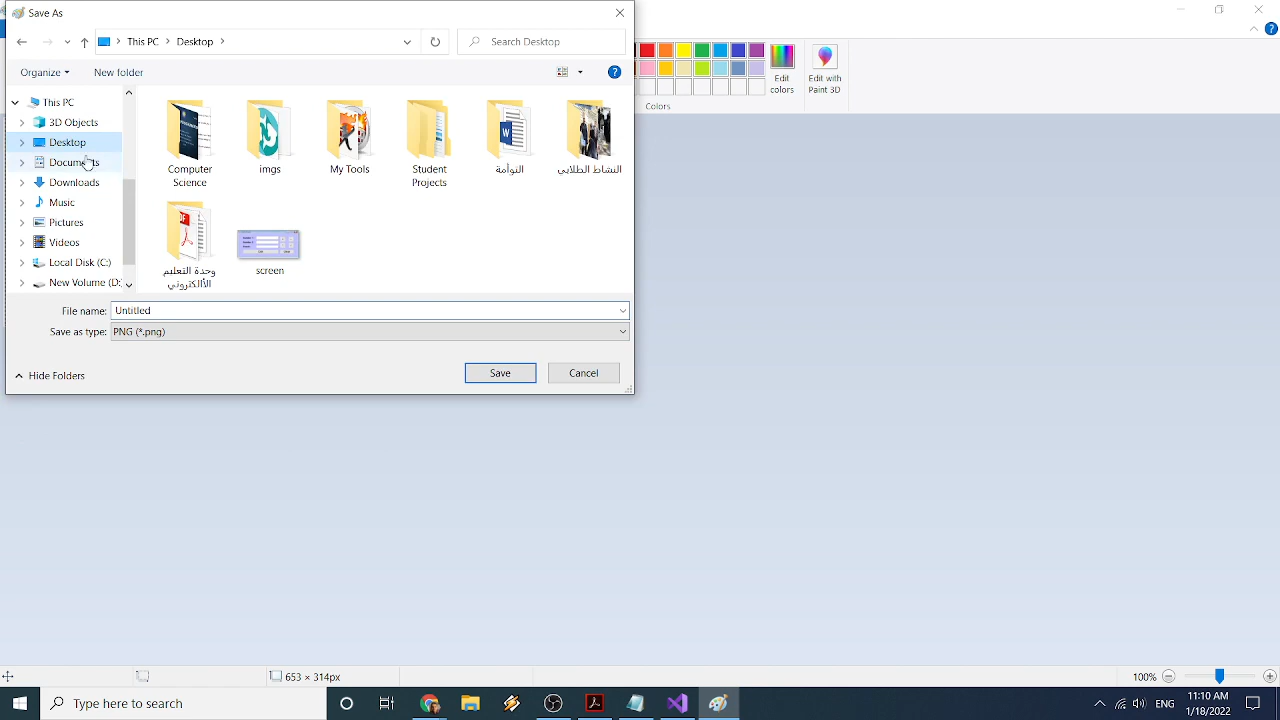 Save As
This PC
Desktop
Search Desktop
Organize
New folder
?
?
Edit colors
Edit with Paint 3D
Colors
This PC
3D Objects
Desktop
Documents
Downloads
Music
Pictures
Videos
Local Disk (C:)
New Volume (D:
Computer Science
imgs
My Tools
Student Projects
التوأمة
النشاط الطلابي
وحدة التعليم
الألكتروني
screen
File name: Untitled
Save as type: PNG (*.png)
Hide Folders
Save
Cancel
653 × 314px
100%
Type here to search
ENG
11:10 AM
1/18/2022